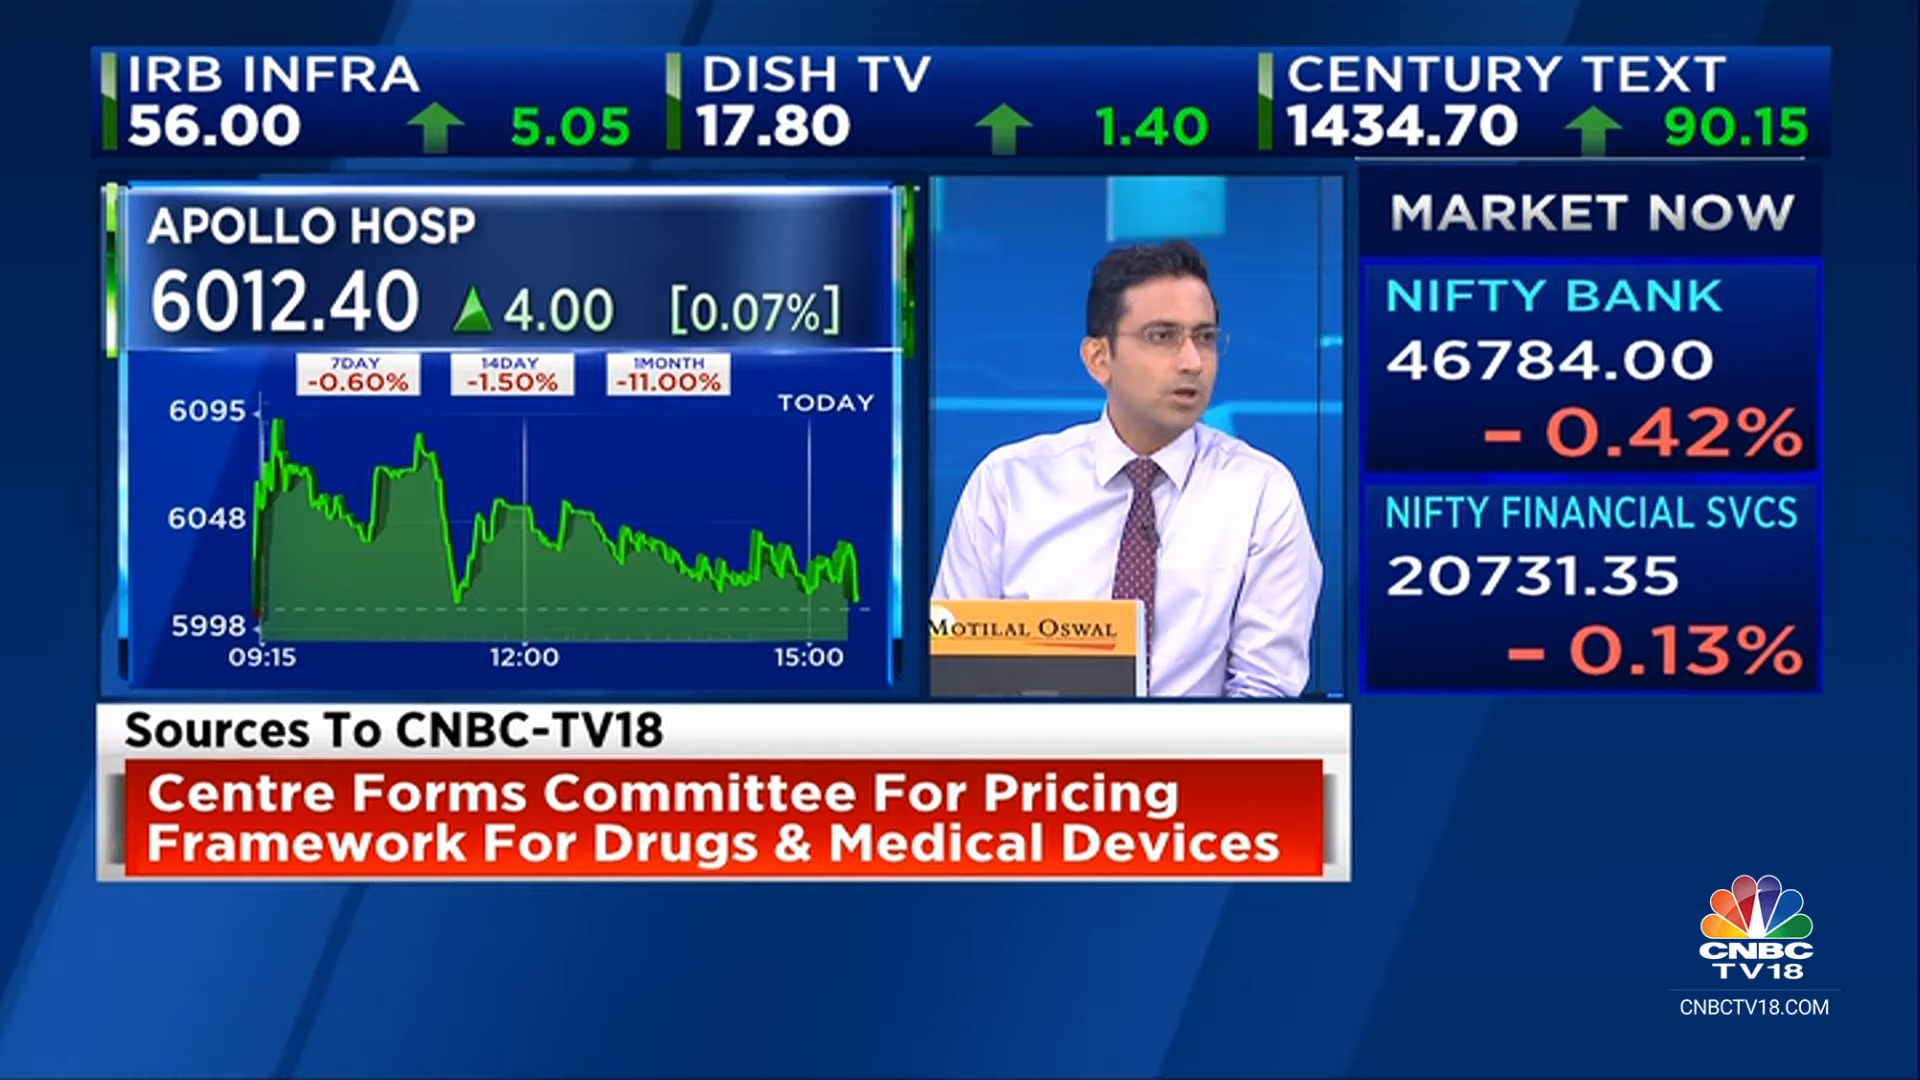 IRB INFRA
56.00 5.05
DISH TV
17.80 1.40
CENTURY TEXT
1434.70 90.15
APOLLO HOSP
6012.40 4.00 [0.07%]
7DAY
-0.60%
14DAY
-1.50%
1MONTH
-11.00%
TODAY
6095
6048
5998
09:15 12:00 15:00
MOTILAL OSWAL
MARKET NOW
NIFTY BANK
46784.00
- 0.42%
NIFTY FINANCIAL SVCS
20731.35
- 0.13%
Sources To CNBC-TV18
Centre Forms Committee For Pricing
Framework For Drugs & Medical Devices
CNBC
TV18
CNBCTV18.COM